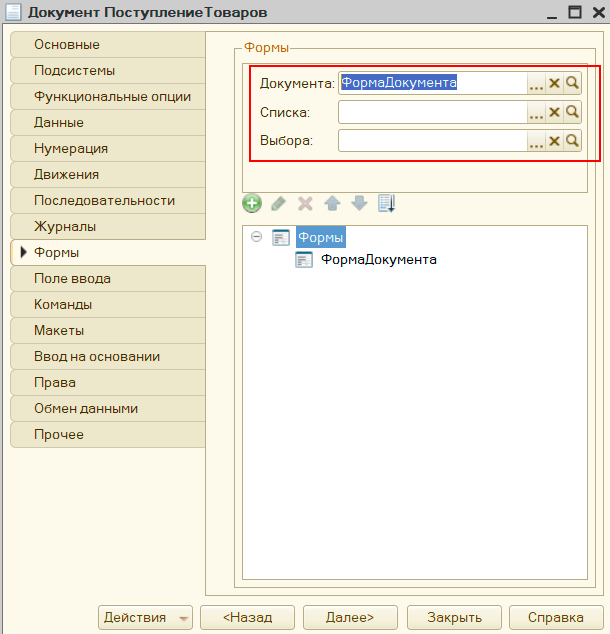 Документ ПоступлениеТоваров
Основные
Подсистемы
Функциональные опции
Данные
Нумерация
Движения
Последовательности
Журналы
Формы
Поле ввода
Команды
Макеты
Ввод на основании
Права
Обмен данными
Прочее
Формы
Документа: ФормаДокумента ...
Списка: ...
Выбора: ...
Формы
ФормаДокумента
Действия <Назад Далее> Закрыть Справка